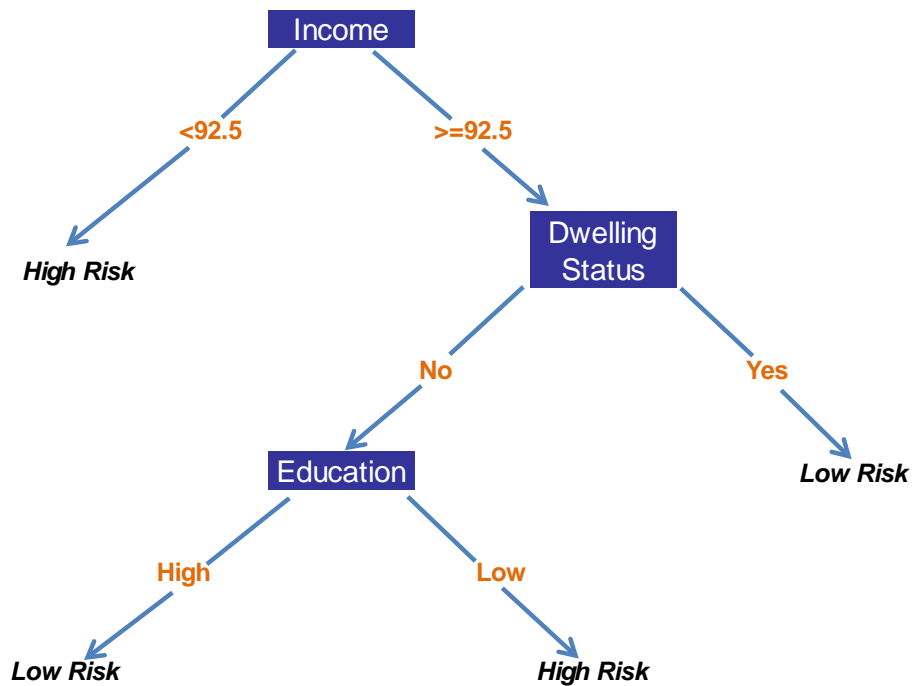 Income
<92.5
>=92.5
Dwelling
Status
High Risk
No
Yes
Education
Low Risk
High
Low
Low Risk
High Risk